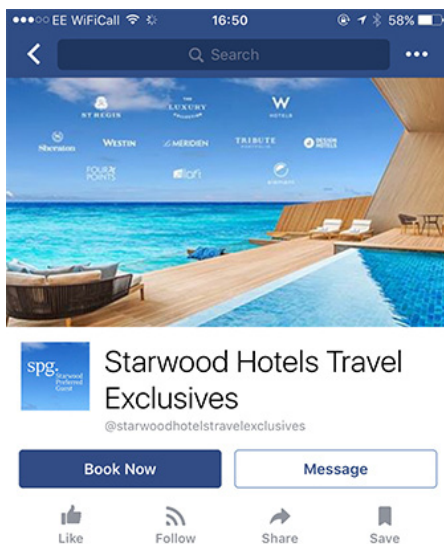 EE WiFiCall 16:50 58%
Search
ST REGIS THE LUXURY COLLECTION W HOTELS
Sheraton WESTIN LE MERIDIEN TRIBUTE PORTFOLIO DESIGN HOTELS
FOUR POINTS aloft element
spg. Starwood Preferred Guest
Starwood Hotels Travel
Exclusives
@starwoodhotelstravelexclusives
Book Now Message
Like Follow Share Save